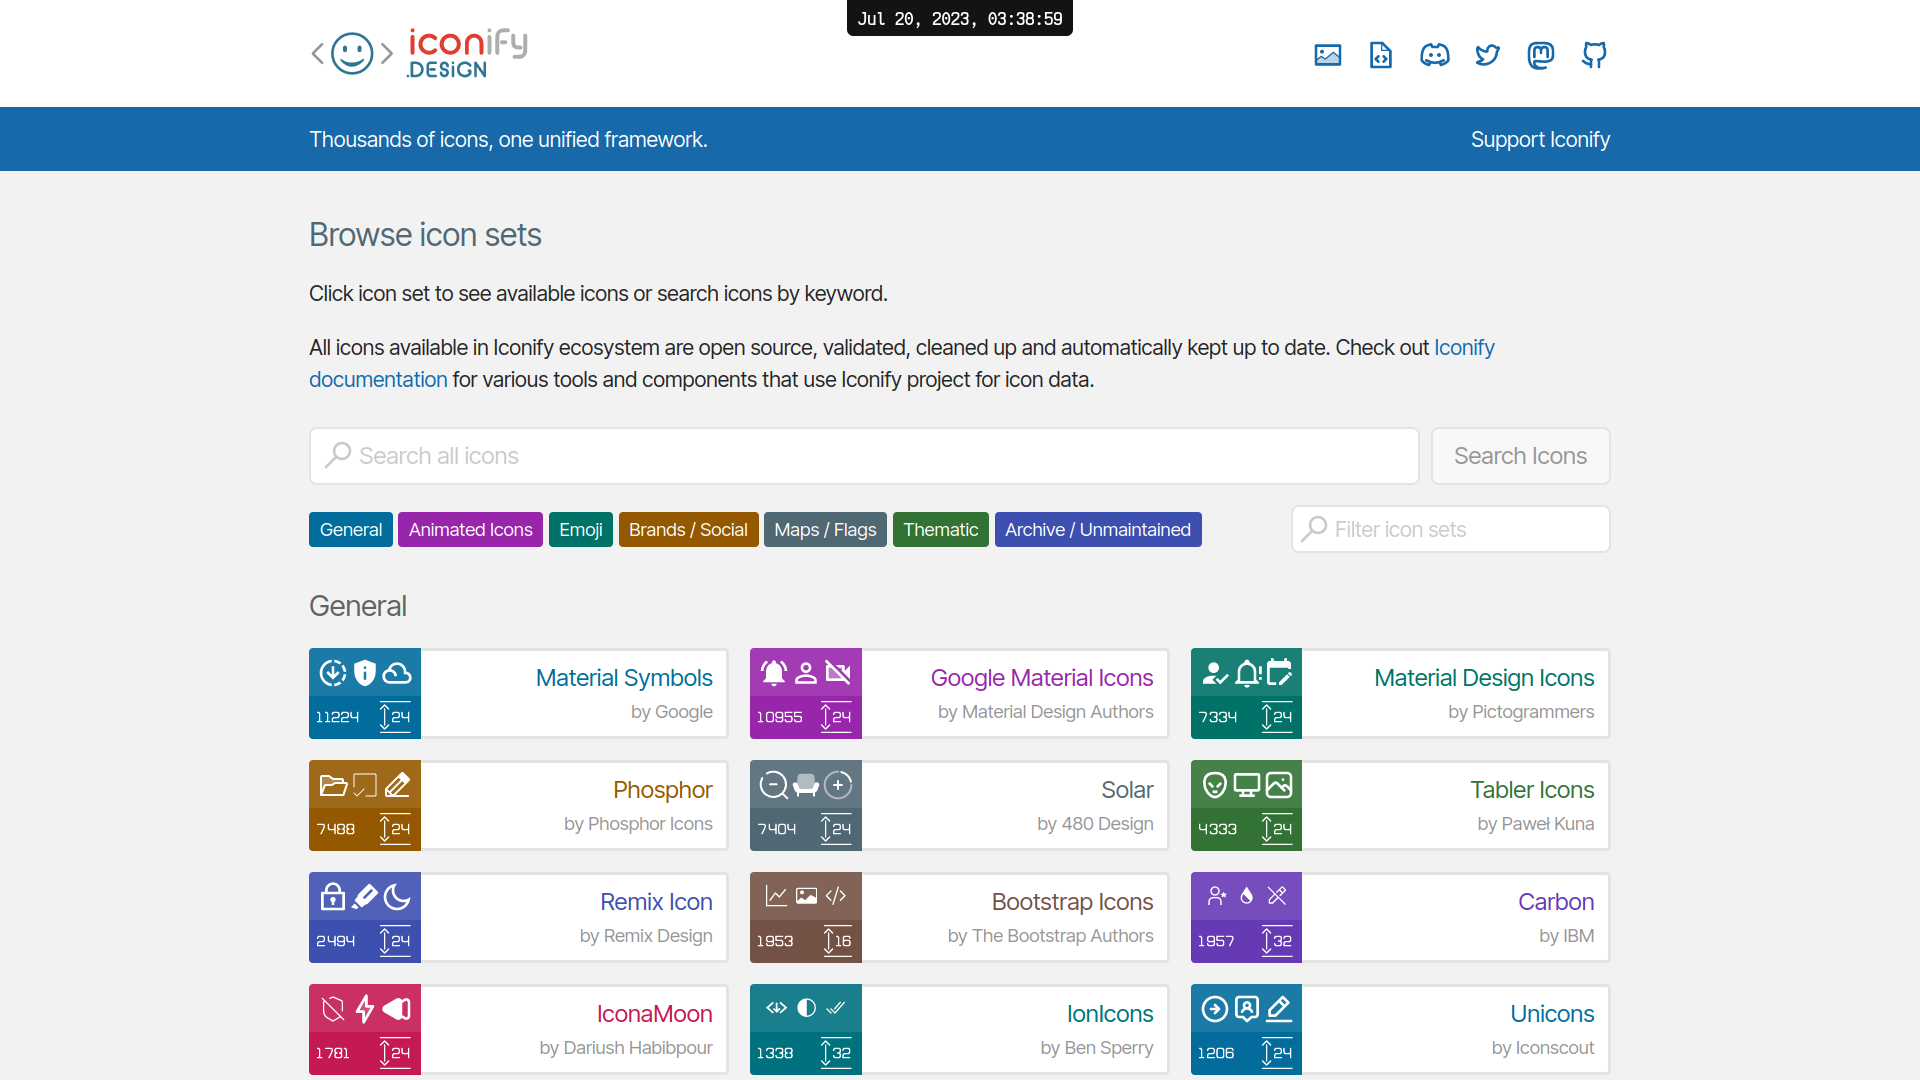 Jul 20, 2023, 03:38:59
iconify
.DESiGN
Thousands of icons, one unified framework.
Support Iconify
Browse icon sets
Click icon set to see available icons or search icons by keyword.
All icons available in Iconify ecosystem are open source, validated, cleaned up and automatically kept up to date. Check out Iconify
documentation for various tools and components that use Iconify project for icon data.
Search all icons
Search Icons
General
Animated Icons
Emoji
Brands / Social
Maps / Flags
Thematic
Archive / Unmaintained
Filter icon sets
General
11224
24
Material Symbols
by Google
10955
24
Google Material Icons
by Material Design Authors
7334
24
Material Design Icons
by Pictogrammers
7488
24
Phosphor
by Phosphor Icons
7404
24
Solar
by 480 Design
4333
24
Tabler Icons
by Paweł Kuna
2494
24
Remix Icon
by Remix Design
1953
16
Bootstrap Icons
by The Bootstrap Authors
1957
32
Carbon
by IBM
1781
24
IconaMoon
by Dariush Habibpour
1338
32
IonIcons
by Ben Sperry
1206
24
Unicons
by Iconscout